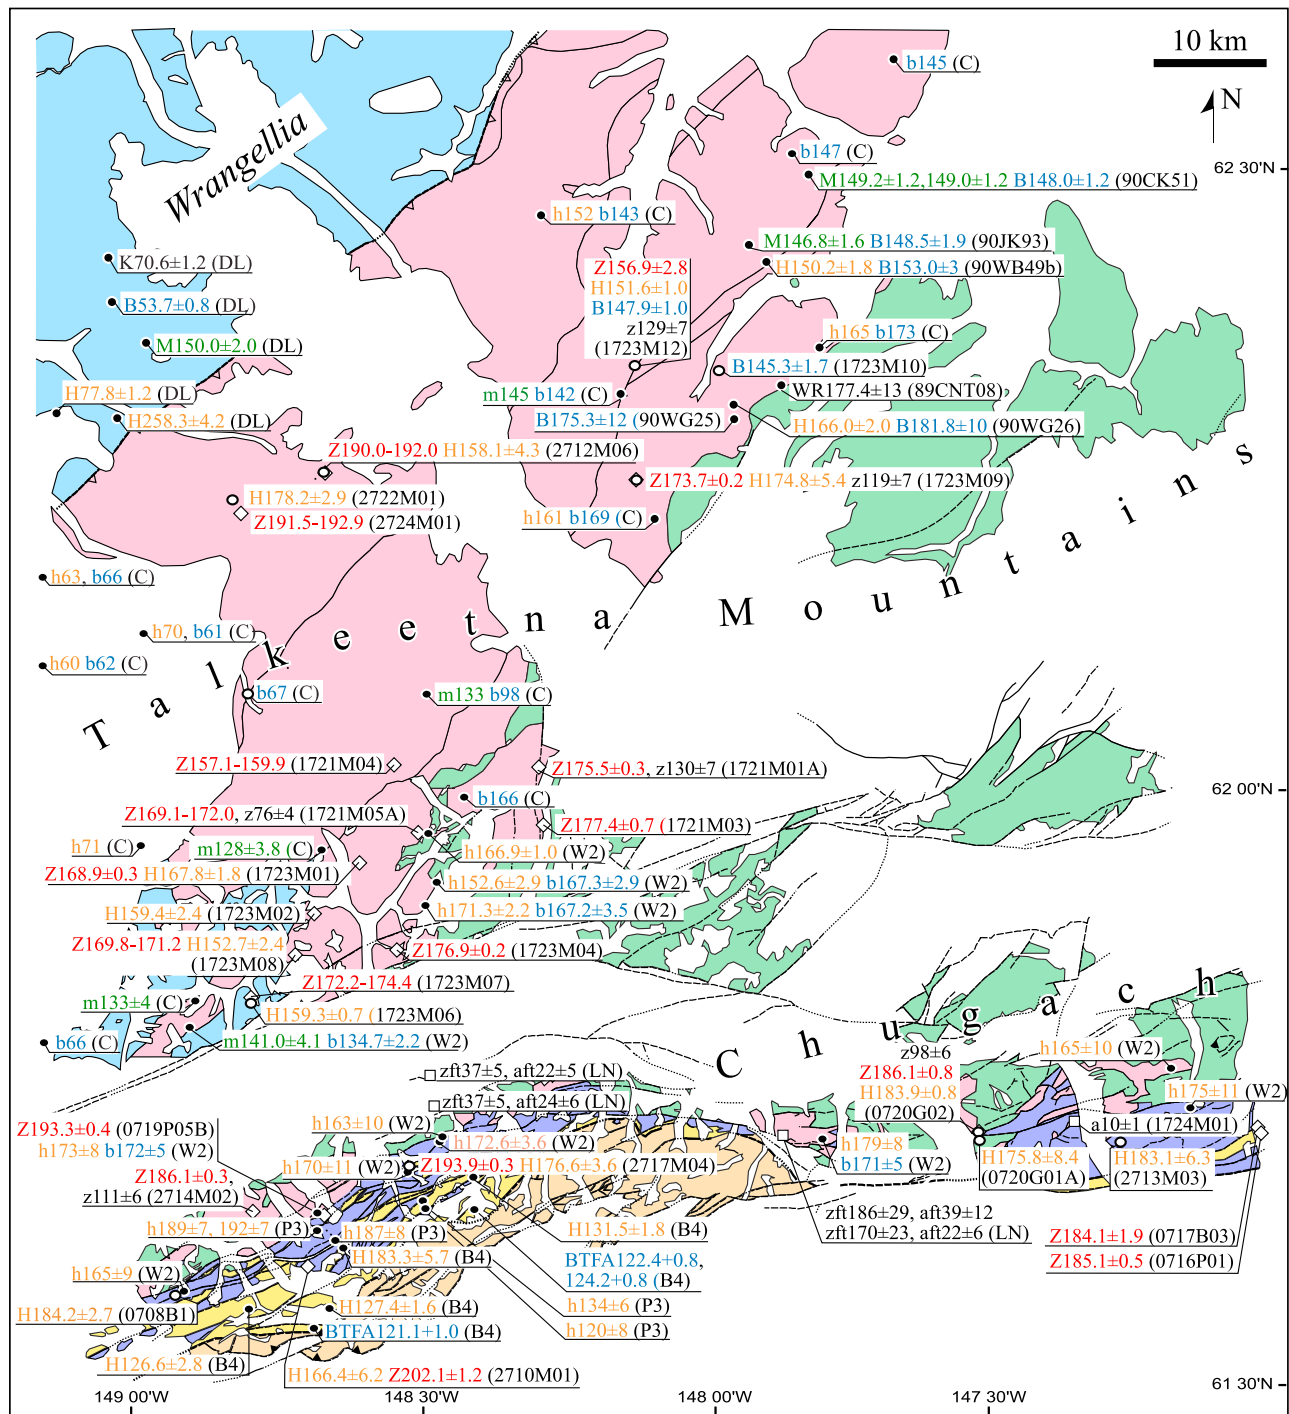 10 km
N
b145 (C)
b147 (C)
62 30'N
M149.2±1.2,149.0±1.2 B148.0±1.2 (90CK51)
Wrangellia
h152 b143 (C)
M146.8±1.6 B148.5±1.9 (90JK93)
K70.6±1.2 (DL)
Z156.9±2.8
H151.6±1.0
B147.9±1.0
z129±7
(1723M12)
H150.2±1.8 B153.0±3 (90WB49b)
B53.7±0.8 (DL)
h165 b173 (C)
M150.0±2.0 (DL)
B145.3±1.7 (1723M10)
H77.8±1.2 (DL)
m145 b142 (C)
WR177.4±13 (89CNT08)
H258.3±4.2 (DL)
B175.3±12 (90WG25)
H166.0±2.0 B181.8±10 (90WG26)
Z190.0-192.0 H158.1±4.3 (2712M06)
Z173.7±0.2 H174.8±5.4 z119±7 (1723M09)
H178.2±2.9 (2722M01)
Z191.5-192.9 (2724M01)
h161 b169 (C)
h63, b66 (C)
Talkeetna Mountains
h70, b61 (C)
h60 b62 (C)
b67 (C)
m133 b98 (C)
Z157.1-159.9 (1721M04)
Z175.5±0.3, z130±7 (1721M01A)
62 00'N
b166 (C)
Z169.1-172.0, z76±4 (1721M05A)
Z177.4±0.7 (1721M03)
h71 (C)
m128±3.8 (C)
h166.9±1.0 (W2)
Z168.9±0.3 H167.8±1.8 (1723M01)
h152.6±2.9 b167.3±2.9 (W2)
H159.4±2.4 (1723M02)
h171.3±2.2 b167.2±3.5 (W2)
Z169.8-171.2 H152.7±2.4
(1723M08)
Z176.9±0.2 (1723M04)
Z172.2-174.4 (1723M07)
m133±4 (C)
H159.3±0.7 (1723M06)
b66 (C)
m141.0±4.1 b134.7±2.2 (W2)
Chugach
z98±6
Z186.1±0.8
H183.9±0.8
(0720G02)
h165±10 (W2)
zft37±5, aft22±5 (LN)
zft37±5, aft24±6 (LN)
h175±11 (W2)
a10±1 (1724M01)
h163±10 (W2)
Z193.3±0.4 (0719P05B)
h173±8 b172±5 (W2)
h172.6±3.6 (W2)
h179±8
b171±5 (W2)
h170±11 (W2)
Z193.9±0.3 H176.6±3.6 (2717M04)
H175.8±8.4
(0720G01A)
H183.1±6.3
(2713M03)
Z186.1±0.3,
z111±6 (2714M02)
zft186±29, aft39±12
zft170±23, aft22±6 (LN)
h189±7, 192±7 (P3)
h187±8 (P3)
H131.5±1.8 (B4)
Z184.1±1.9 (0717B03)
Z185.1±0.5 (0716P01)
H183.3±5.7 (B4)
BTFA122.4+0.8,
124.2+0.8 (B4)
h165±9 (W2)
h134±6 (P3)
H184.2±2.7 (0708B1)
H127.4±1.6 (B4)
h120±8 (P3)
BTFA121.1+1.0 (B4)
H126.6±2.8 (B4)
H166.4±6.2 Z202.1±1.2 (2710M01)
61 30'N
149 00'W
148 30'W
148 00'W
147 30'W